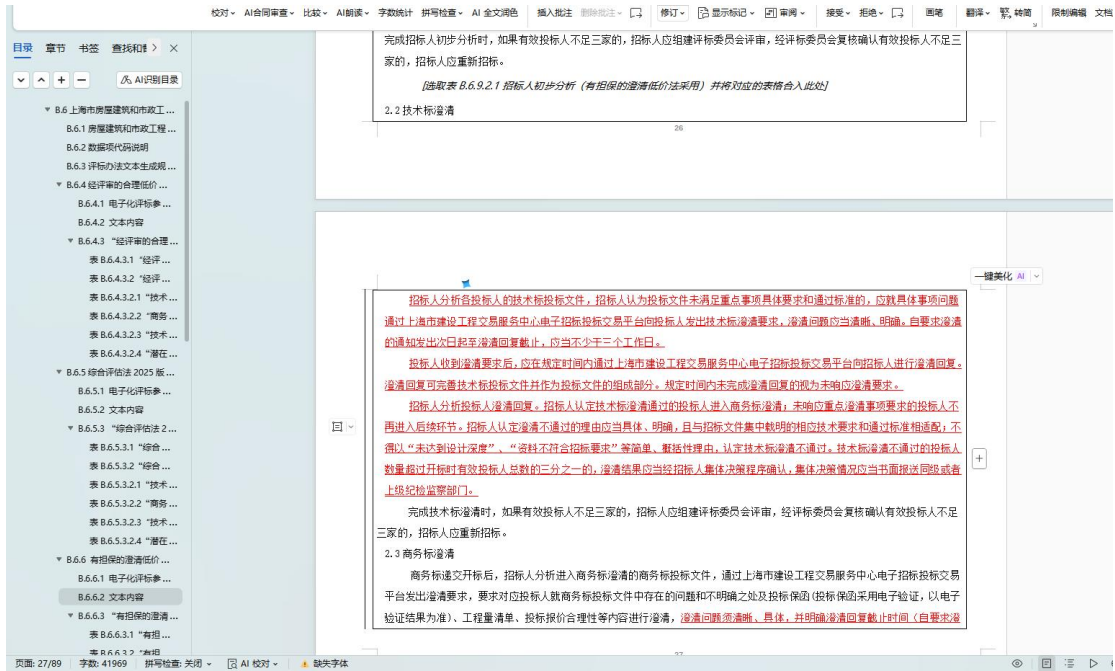 校对 AI合同审查 比较 AI朗读 字数统计 拼写检查 AI 全文润色 插入批注 删除批注 修订 显示标记 审阅 接受 拒绝 画笔 翻译 繁 转简 限制编辑 文档
目录 章节 书签 查找和
AI识别目录
B.6 上海市房屋建筑和市政工...
B.6.1 房屋建筑和市政工程...
B.6.2 数据项代码说明
B.6.3 评标办法文本生成规...
B.6.4 经评审的合理低价...
B.6.4.1 电子化评标参...
B.6.4.2 文本内容
B.6.4.3 “经评审的合理...
表 B.6.4.3.1 “经评...
表 B.6.4.3.2 “经评...
表 B.6.4.3.2.1 “技术...
表 B.6.4.3.2.2 “商务...
表 B.6.4.3.2.3 “技术...
表 B.6.4.3.2.4 “潜在...
B.6.5 综合评估法 2025 版...
B.6.5.1 电子化评标参...
B.6.5.2 文本内容
B.6.5.3 “综合评估法 2...
表 B.6.5.3.1 “综合...
表 B.6.5.3.2 “综合...
表 B.6.5.3.2.1 “技术...
表 B.6.5.3.2.2 “商务...
表 B.6.5.3.2.3 “技术...
表 B.6.5.3.2.4 “潜在...
B.6.6 有担保的澄清低价...
B.6.6.1 电子化评标参...
B.6.6.2 文本内容
B.6.6.3 “有担保的澄清...
表 B.6.6.3.1 “有担...
表 B.6.6.3.2 “有担
完成招标人初步分析时，如果有效投标人不足三家的，招标人应组建评标委员会评审，经评标委员会复核确认有效投标人不足三
家的，招标人应重新招标。
[选取表 B.6.9.2.1 招标人初步分析（有担保的澄清低价法采用）并将对应的表格合入此处]
2.2 技术标澄清
26
一键美化 AI
招标人分析各投标人的技术标投标文件，招标人认为投标文件未满足重点事项具体要求和通过标准的，应就具体事项问题
通过上海市建设工程交易服务中心电子招标投标交易平台向投标人发出技术标澄清要求，澄清问题应当清晰、明确。自要求澄清
的通知发出次日起至澄清回复截止，应当不少于三个工作日。
投标人收到澄清要求后，应在规定时间内通过上海市建设工程交易服务中心电子招标投标交易平台向招标人进行澄清回复。
澄清回复可完善技术标投标文件并作为投标文件的组成部分。规定时间内未完成澄清回复的视为未响应澄清要求。
招标人分析投标人澄清回复。招标人认定技术标澄清通过的投标人进入商务标澄清；未响应重点澄清事项要求的投标人不
再进入后续环节。招标人认定澄清不通过的理由应当具体、明确，且与招标文件集中载明的相应技术要求和通过标准相适配；不
得以“未达到设计深度”、“资料不符合招标要求”等简单、概括性理由，认定技术标澄清不通过。技术标澄清不通过的投标人
数量超过开标时有效投标人总数的三分之一的，澄清结果应当经招标人集体决策程序确认，集体决策情况应当书面报送同级或者
上级纪检监察部门。
完成技术标澄清时，如果有效投标人不足三家的，招标人应组建评标委员会评审，经评标委员会复核确认有效投标人不足
三家的，招标人应重新招标。
2.3 商务标澄清
商务标递交开标后，招标人分析进入商务标澄清的商务标投标文件，通过上海市建设工程交易服务中心电子招标投标交易
平台发出澄清要求，要求对应投标人就商务标投标文件中存在的问题和不明确之处及投标保函(投标保函采用电子验证，以电子
验证结果为准）、工程量清单、投标报价合理性等内容进行澄清，澄清问题须清晰、具体，并明确澄清回复截止时间（自要求澄
27
页面: 27/89 字数: 41969 拼写检查: 关闭 AI 校对 缺失字体